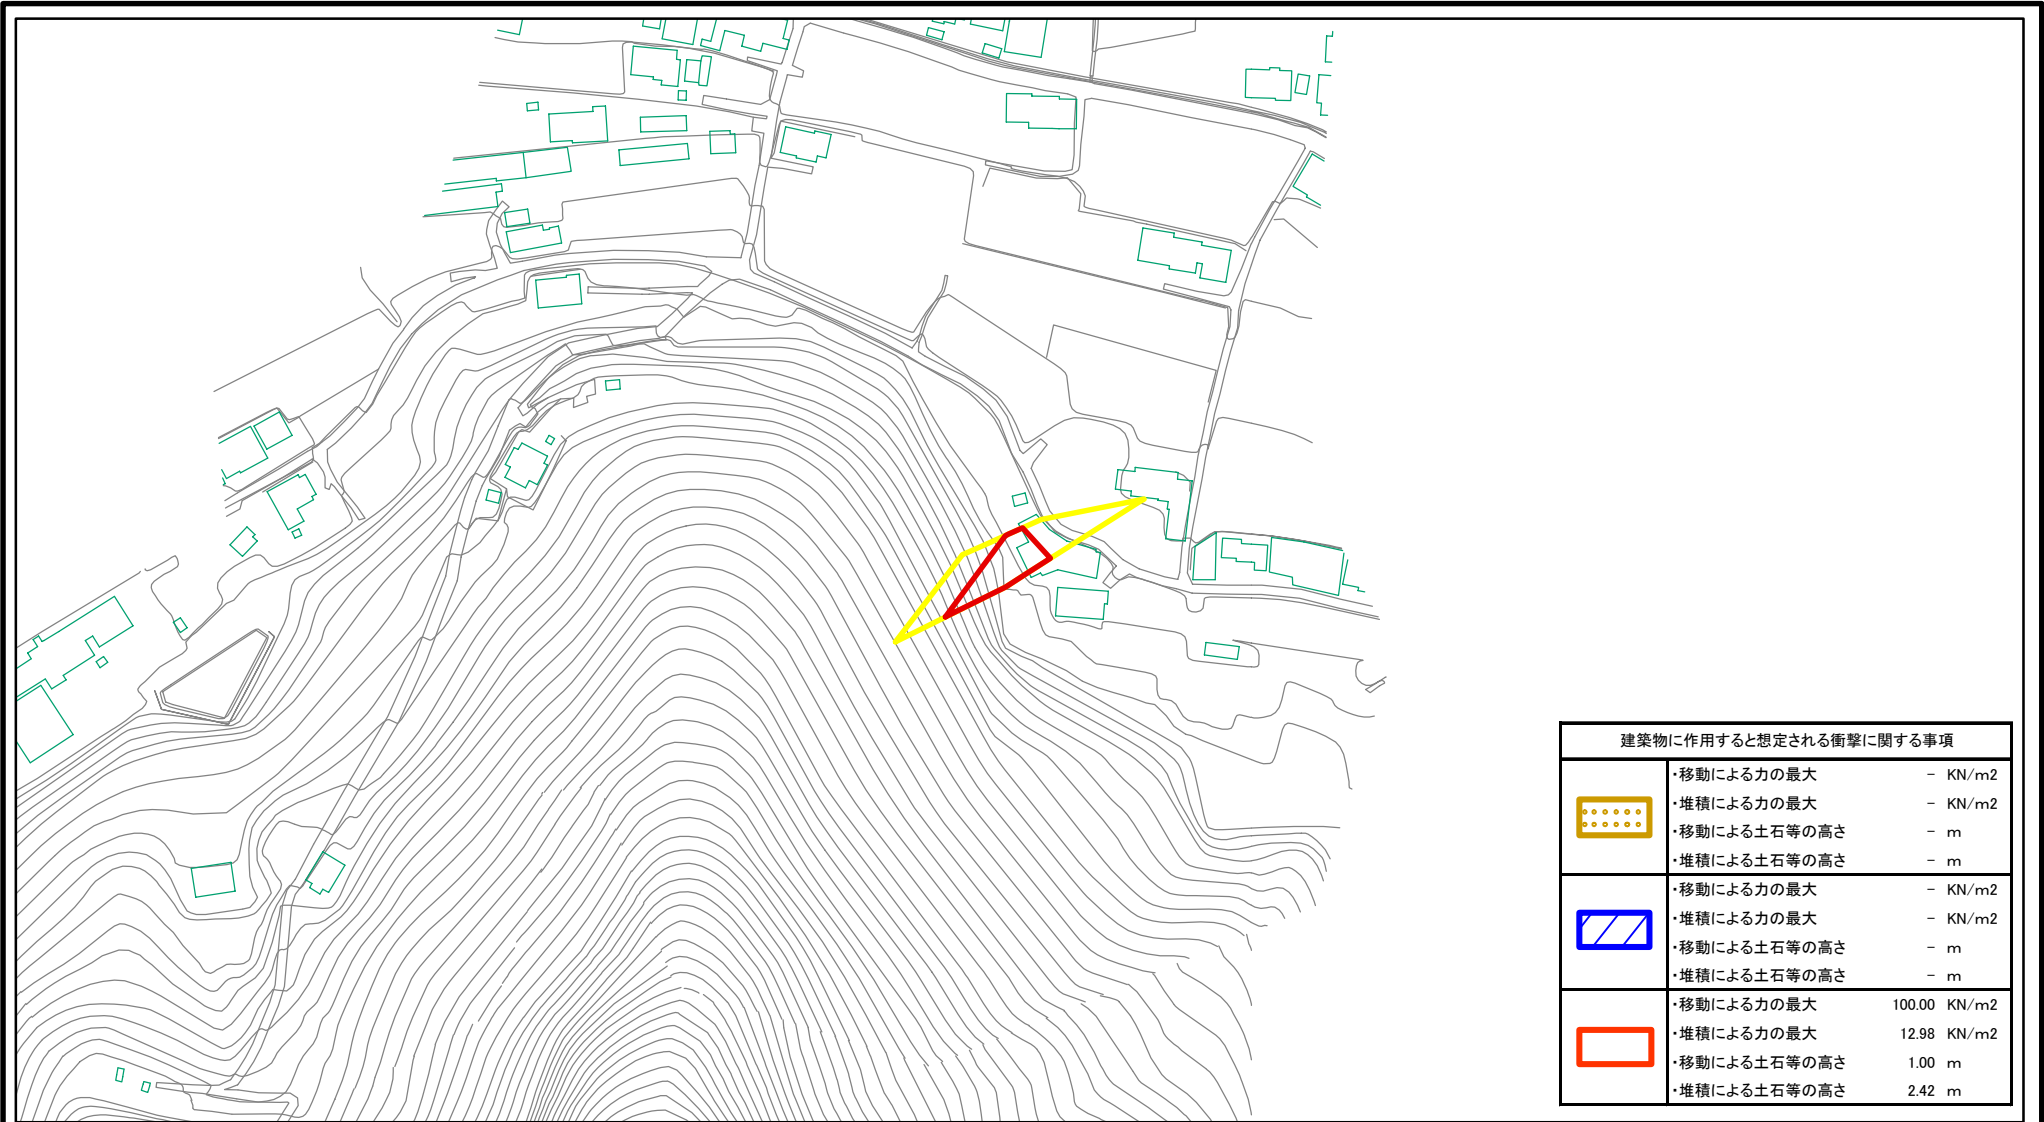 建築物に作用すると想定される衝撃に関する事項
・移動による力の最大 － KN/m2
・堆積による力の最大 － KN/m2
・移動による土石等の高さ － m
・堆積による土石等の高さ － m
・移動による力の最大 － KN/m2
・堆積による力の最大 － KN/m2
・移動による土石等の高さ － m
・堆積による土石等の高さ － m
・移動による力の最大 100.00 KN/m2
・堆積による力の最大 12.98 KN/m2
・移動による土石等の高さ 1.00 m
・堆積による土石等の高さ 2.42 m